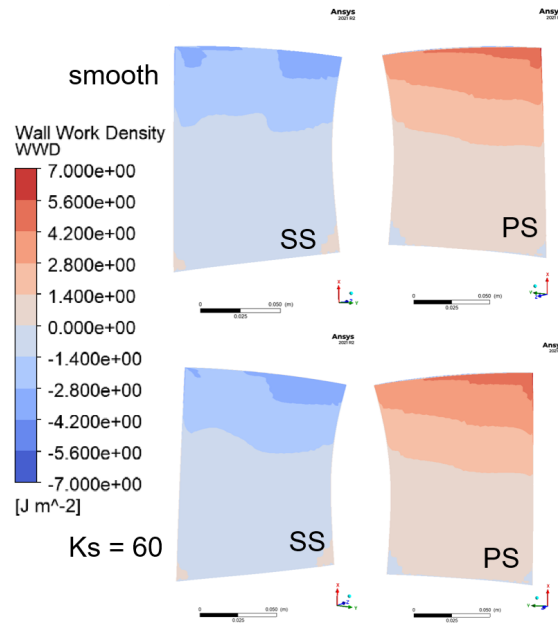 Ansys
2021 R2
Ansys
2021 R2
smooth
Wall Work Density
WWD
7.000e+00
5.600e+00
4.200e+00
2.800e+00
1.400e+00
0.000e+00
-1.400e+00
-2.800e+00
-4.200e+00
-5.600e+00
-7.000e+00
[J m^-2]
SS
PS
0 0.050 (m)
0.025
0 0.050 (m)
0.025
Ansys
2021 R2
Ansys
2021 R2
Ks = 60
SS
PS
0 0.050 (m)
0.025
0 0.050 (m)
0.025